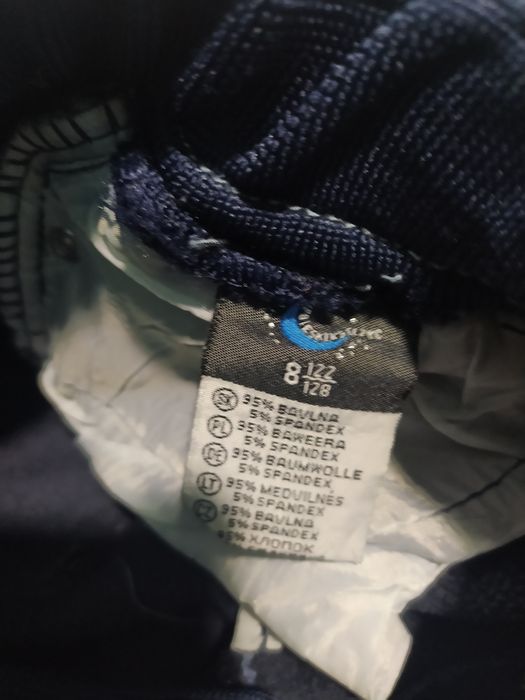 8 122
128
SK 95% BAVLNA
5% SPANDEX
PL 95% BAWEERA
5% SPANDEX
DE 95% BAUMWOLLE
5% SPANDEX
LT 95% MEDVILNĖS
5% SPANDEX
CZ 95% BAVLNA
5% SPANDEX
95% ХЛОПОК